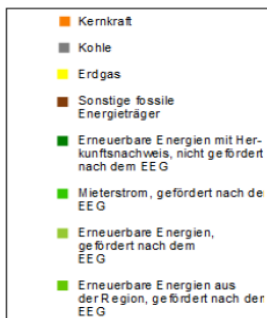 Kernkraft
Kohle
Erdgas
Sonstige fossile
Energieträger
Erneuerbare Energien mit Her-
kunftsnachweis, nicht gefördert
nach dem EEG
Mieterstrom, gefördert nach de
EEG
Erneuerbare Energien,
gefördert nach dem
EEG
Erneuerbare Energien aus
der Region, gefördert nach dem
EEG